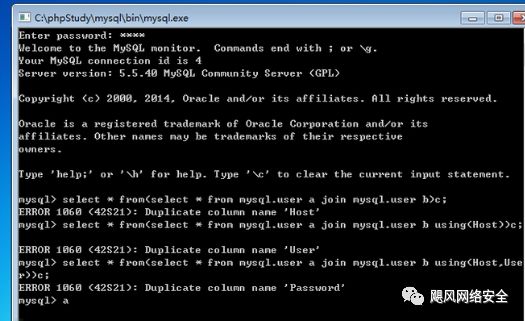 C:\phpStudy\mysql\bin\mysql.exe
Enter password: ****
Welcome to the MySQL monitor.  Commands end with ; or \g.
Your MySQL connection id is 4
Server version: 5.5.40 MySQL Community Server (GPL)
Copyright (c) 2000, 2014, Oracle and/or its affiliates. All rights reserved.
Oracle is a registered trademark of Oracle Corporation and/or its
affiliates. Other names may be trademarks of their respective
owners.
Type 'help;' or '\h' for help. Type '\c' to clear the current input statement.
mysql> select * from(select * from mysql.user a join mysql.user b)c;
ERROR 1060 (42S21): Duplicate column name 'Host'
mysql> select * from(select * from mysql.user a join mysql.user b using(Host))c;
ERROR 1060 (42S21): Duplicate column name 'User'
mysql> select * from(select * from mysql.user a join mysql.user b using(Host,Use
r))c;
ERROR 1060 (42S21): Duplicate column name 'Password'
mysql> a
飓风网络安全